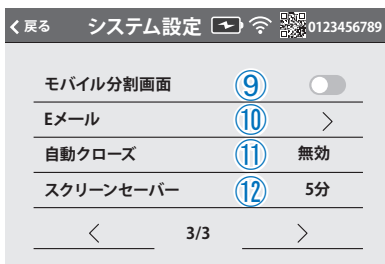 < 戻る システム設定 0123456789
モバイル分割画面 ⑨
Eメール ⑩ >
自動クローズ ⑪ 無効
スクリーンセーバー ⑫ 5分
< 3/3 >